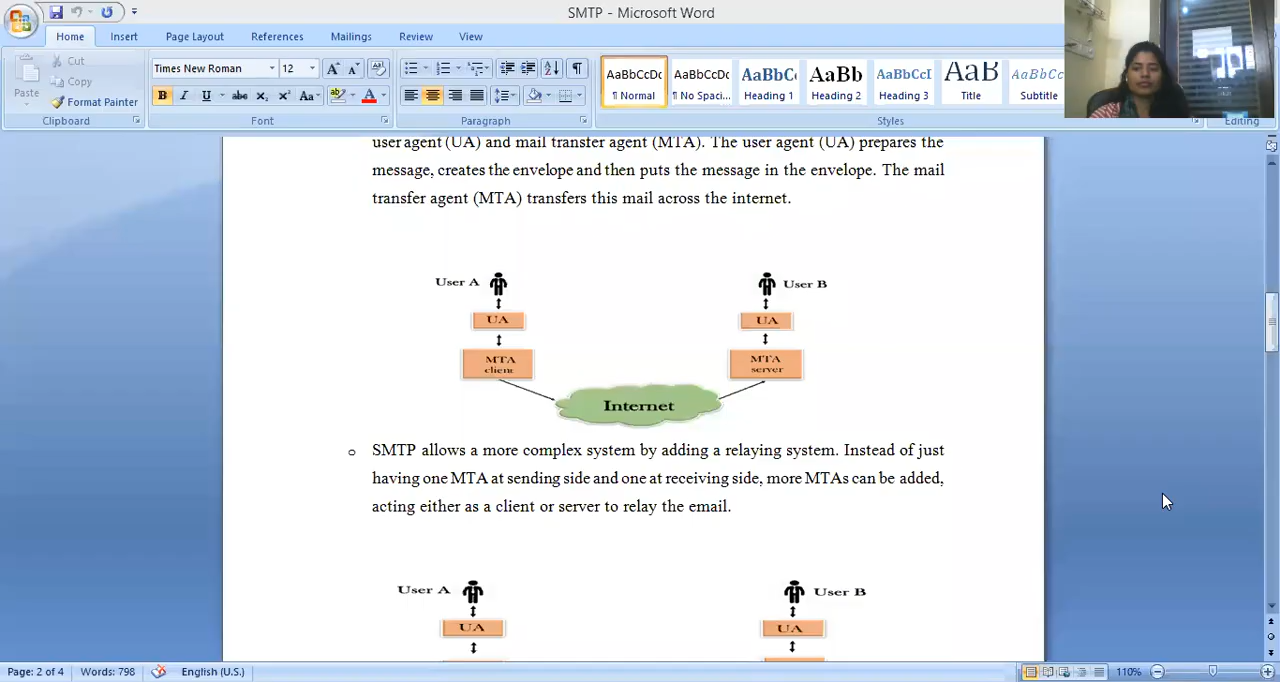 SMTP - Microsoft Word
Home Insert Page Layout References Mailings Review View
Cut
Copy
Format Painter
Paste
Clipboard
Times New Roman 12
Font
Paragraph
AaBbCcDc AaBbCcDc AaBbC AaBb AaBbCcI AaB AaBbCc
¶ Normal ¶ No Spaci... Heading 1 Heading 2 Heading 3 Title Subtitle
Styles
Editing
user agent (UA) and mail transfer agent (MTA). The user agent (UA) prepares the
message, creates the envelope and then puts the message in the envelope. The mail
transfer agent (MTA) transfers this mail across the internet.
User A User B
UA UA
MTA client MTA server
Internet
SMTP allows a more complex system by adding a relaying system. Instead of just
having one MTA at sending side and one at receiving side, more MTAs can be added,
acting either as a client or server to relay the email.
User A User B
UA UA
Page: 2 of 4 Words: 798 English (U.S.) 110%